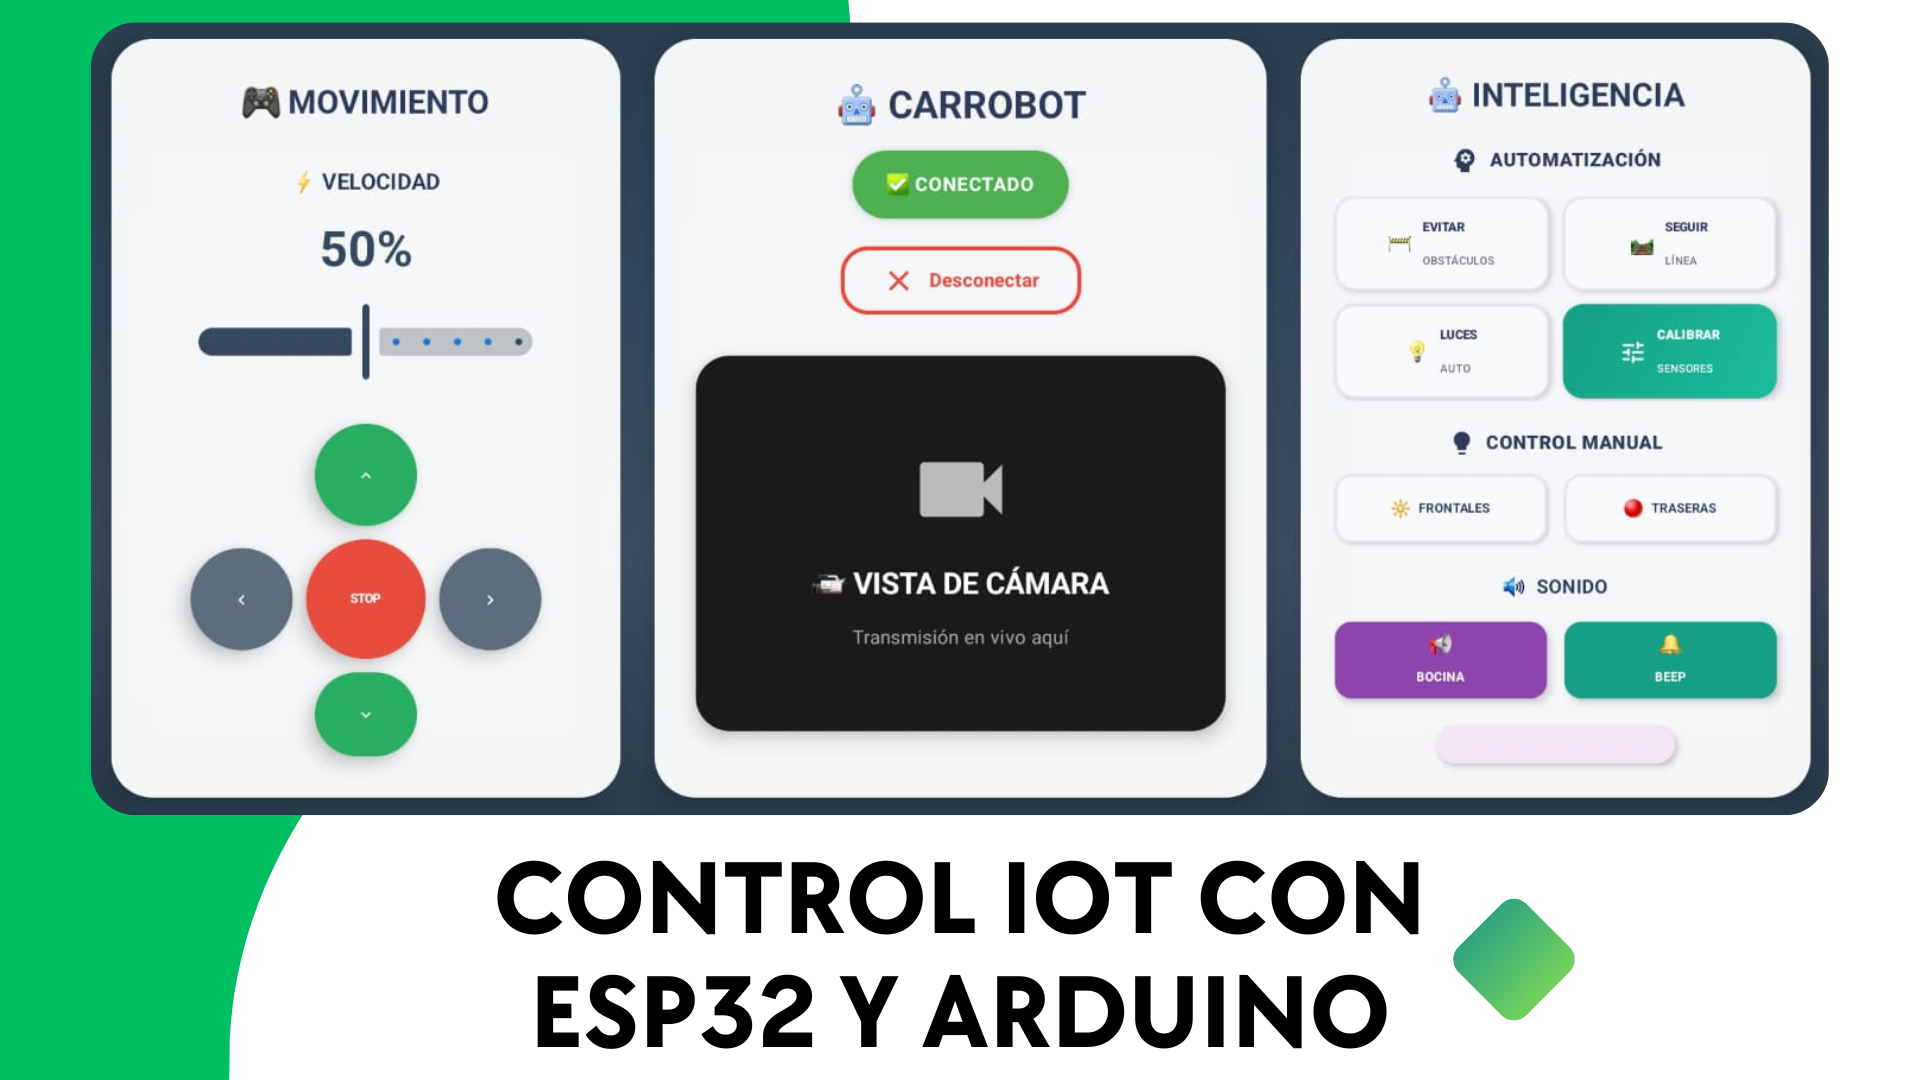 MOVIMIENTO
VELOCIDAD
50%
STOP
CARROBOT
CONECTADO
Desconectar
VISTA DE CÁMARA
Transmisión en vivo aquí
INTELIGENCIA
AUTOMATIZACIÓN
EVITAR
OBSTÁCULOS
SEGUIR
LÍNEA
LUCES
AUTO
CALIBRAR
SENSORES
CONTROL MANUAL
FRONTALES
TRASERAS
SONIDO
BOCINA
BEEP
CONTROL IOT CON
ESP32 Y ARDUINO